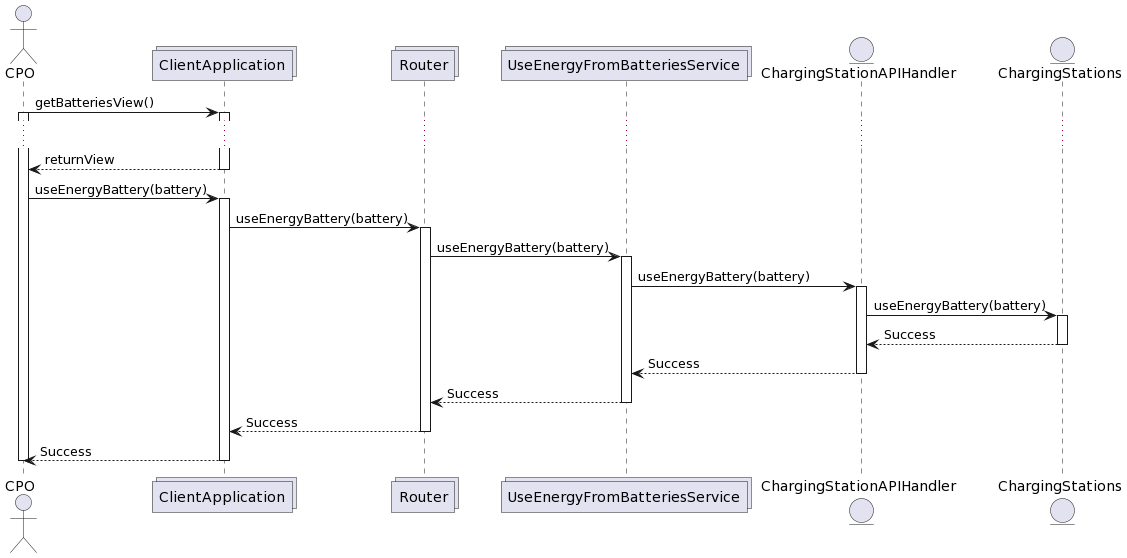 CPO
ClientApplication
Router
UseEnergyFromBatteriesService
ChargingStationAPIHandler
ChargingStations
getBatteriesView()
returnView
useEnergyBattery(battery)
useEnergyBattery(battery)
useEnergyBattery(battery)
useEnergyBattery(battery)
useEnergyBattery(battery)
Success
Success
Success
Success
Success
CPO
ClientApplication
Router
UseEnergyFromBatteriesService
ChargingStationAPIHandler
ChargingStations